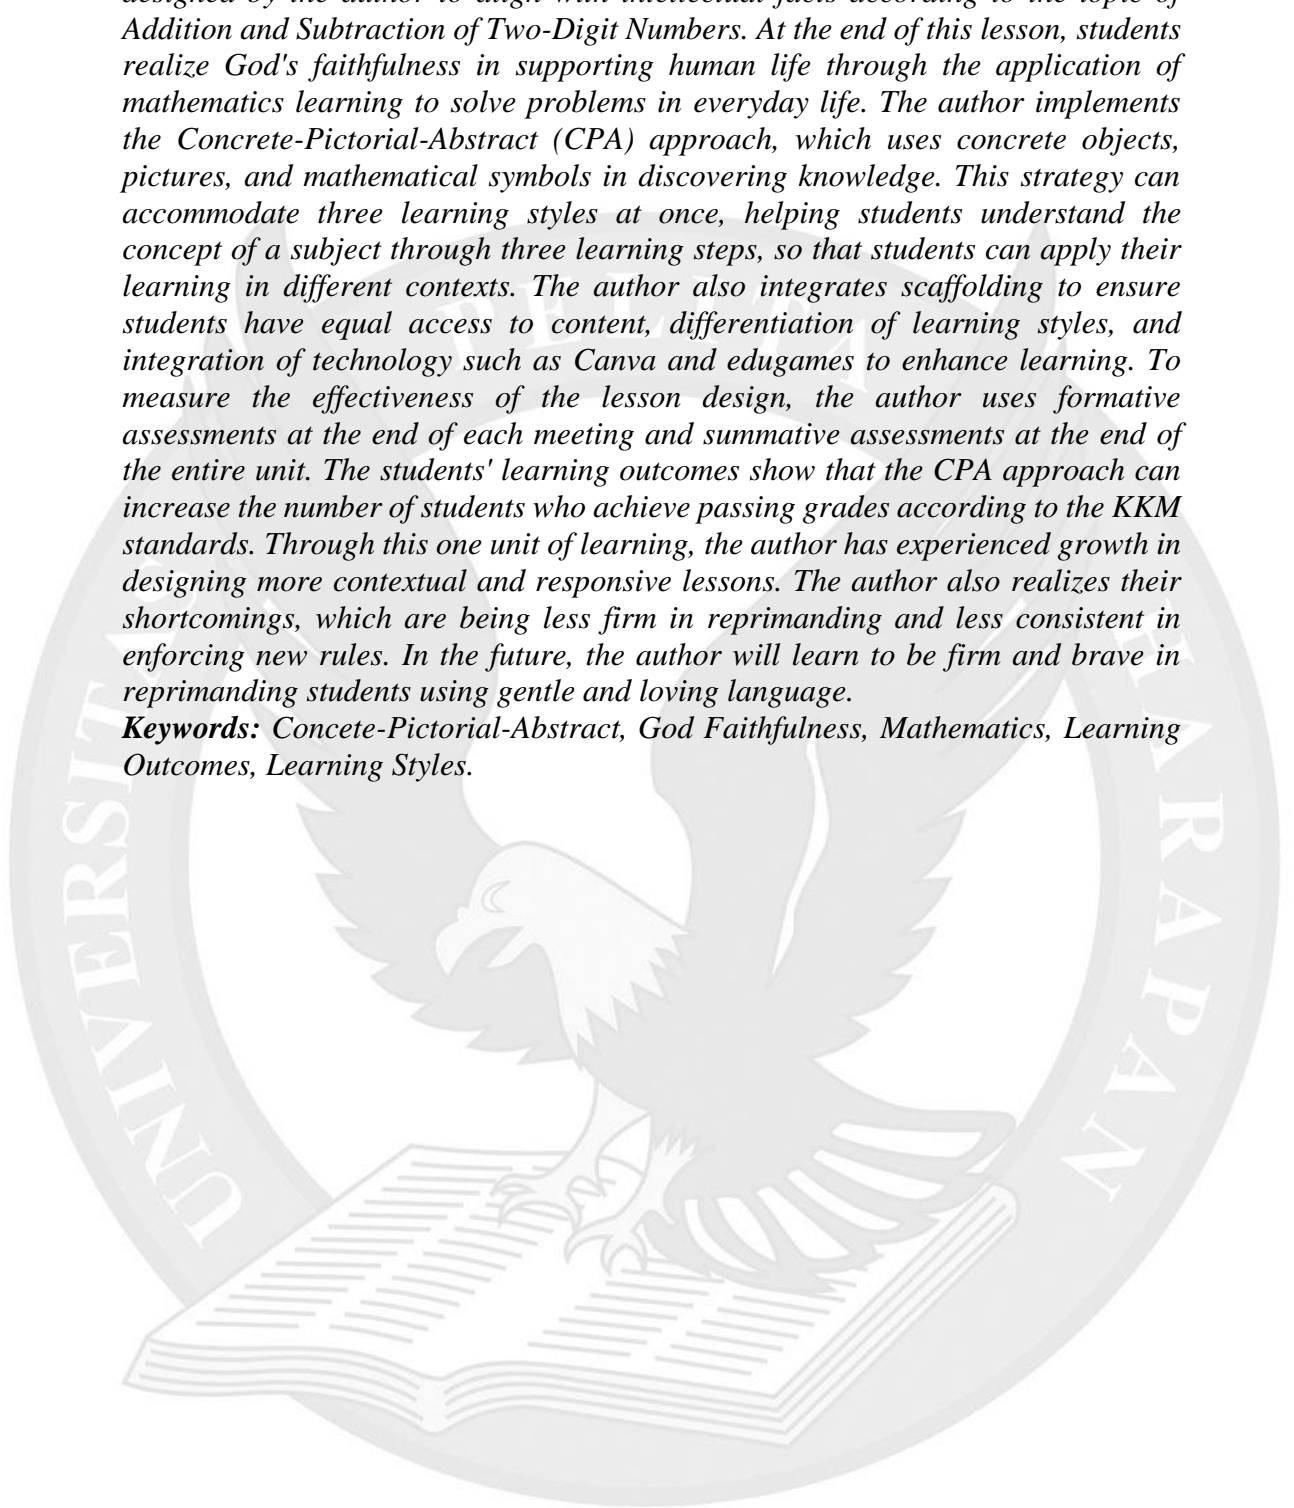 designed by the author to align with intellectual facts according to the topic of
Addition and Subtraction of Two-Digit Numbers. At the end of this lesson, students
realize God's faithfulness in supporting human life through the application of
mathematics learning to solve problems in everyday life. The author implements
the Concrete-Pictorial-Abstract (CPA) approach, which uses concrete objects,
pictures, and mathematical symbols in discovering knowledge. This strategy can
accommodate three learning styles at once, helping students understand the
concept of a subject through three learning steps, so that students can apply their
learning in different contexts. The author also integrates scaffolding to ensure
students have equal access to content, differentiation of learning styles, and
integration of technology such as Canva and edugames to enhance learning. To
measure the effectiveness of the lesson design, the author uses formative
assessments at the end of each meeting and summative assessments at the end of
the entire unit. The students' learning outcomes show that the CPA approach can
increase the number of students who achieve passing grades according to the KKM
standards. Through this one unit of learning, the author has experienced growth in
designing more contextual and responsive lessons. The author also realizes their
shortcomings, which are being less firm in reprimanding and less consistent in
enforcing new rules. In the future, the author will learn to be firm and brave in
reprimanding students using gentle and loving language.
Keywords: Concete-Pictorial-Abstract, God Faithfulness, Mathematics, Learning
Outcomes, Learning Styles.
UNIVERSITAS PELITA HARAPAN